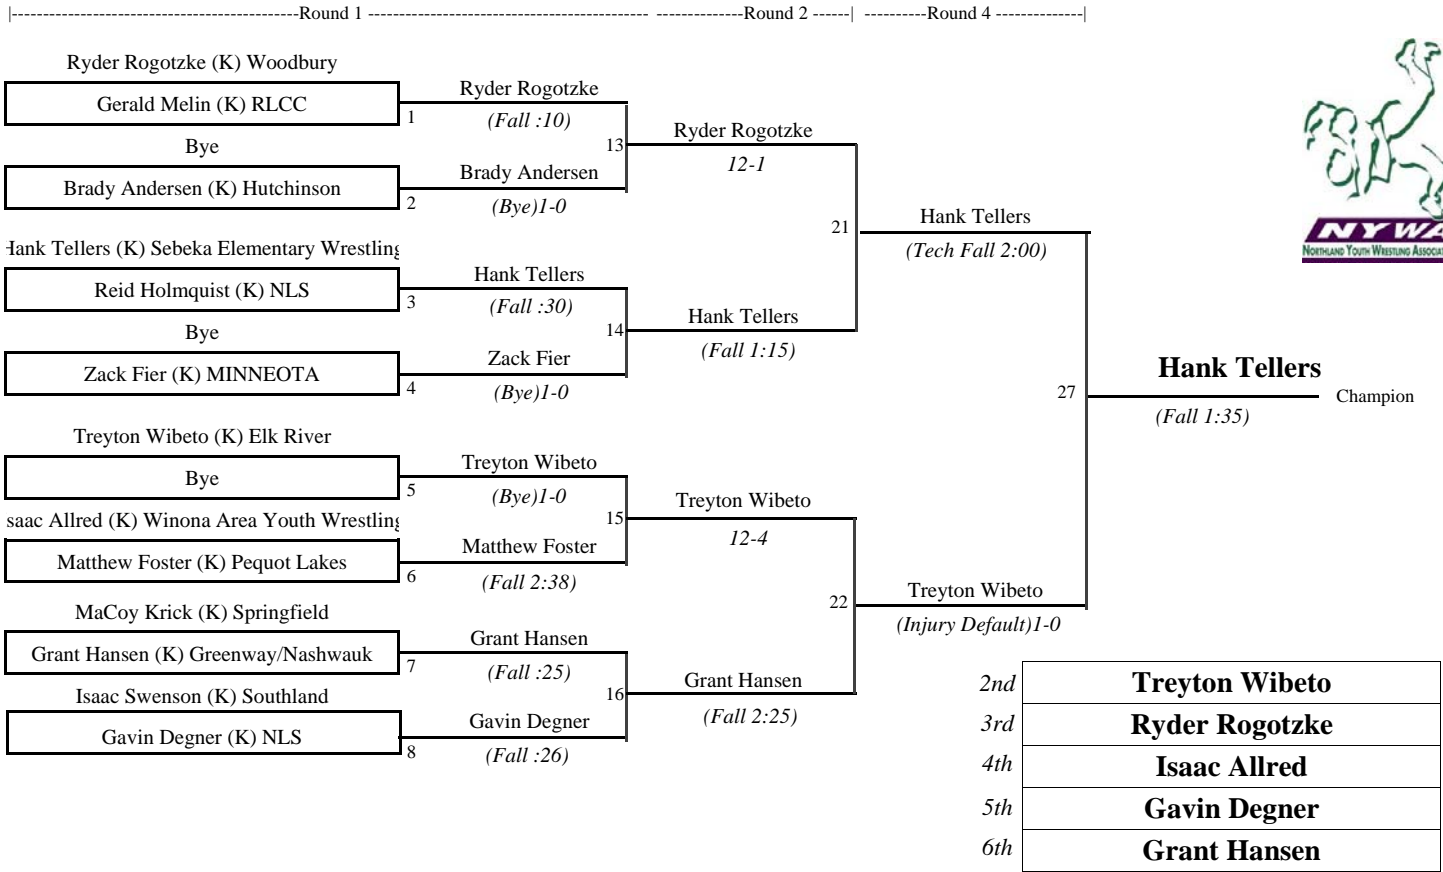 |----------------------------------------------Round 1 --------------------------------------------- --------------Round 2 ------| ----------Round 4 --------------|
Ryder Rogotzke (K) Woodbury
Gerald Melin (K) RLCC
1
Ryder Rogotzke
(Fall :10)
Bye
Brady Andersen (K) Hutchinson
2
Brady Andersen
(Bye)1-0
13
Ryder Rogotzke
12-1
Hank Tellers (K) Sebeka Elementary Wrestling
Reid Holmquist (K) NLS
3
Hank Tellers
(Fall :30)
Bye
Zack Fier (K) MINNEOTA
4
Zack Fier
(Bye)1-0
14
Hank Tellers
(Fall 1:15)
21
Hank Tellers
(Tech Fall 2:00)
Treyton Wibeto (K) Elk River
Bye
5
Treyton Wibeto
(Bye)1-0
saac Allred (K) Winona Area Youth Wrestling
Matthew Foster (K) Pequot Lakes
6
Matthew Foster
(Fall 2:38)
15
Treyton Wibeto
12-4
MaCoy Krick (K) Springfield
Grant Hansen (K) Greenway/Nashwauk
7
Grant Hansen
(Fall :25)
Isaac Swenson (K) Southland
Gavin Degner (K) NLS
8
Gavin Degner
(Fall :26)
16
Grant Hansen
(Fall 2:25)
22
Treyton Wibeto
(Injury Default)1-0
27
Hank Tellers
(Fall 1:35)
Champion
NYWA
NORTHLAND YOUTH WRESTLING ASSOCIAT
2nd Treyton Wibeto
3rd Ryder Rogotzke
4th Isaac Allred
5th Gavin Degner
6th Grant Hansen